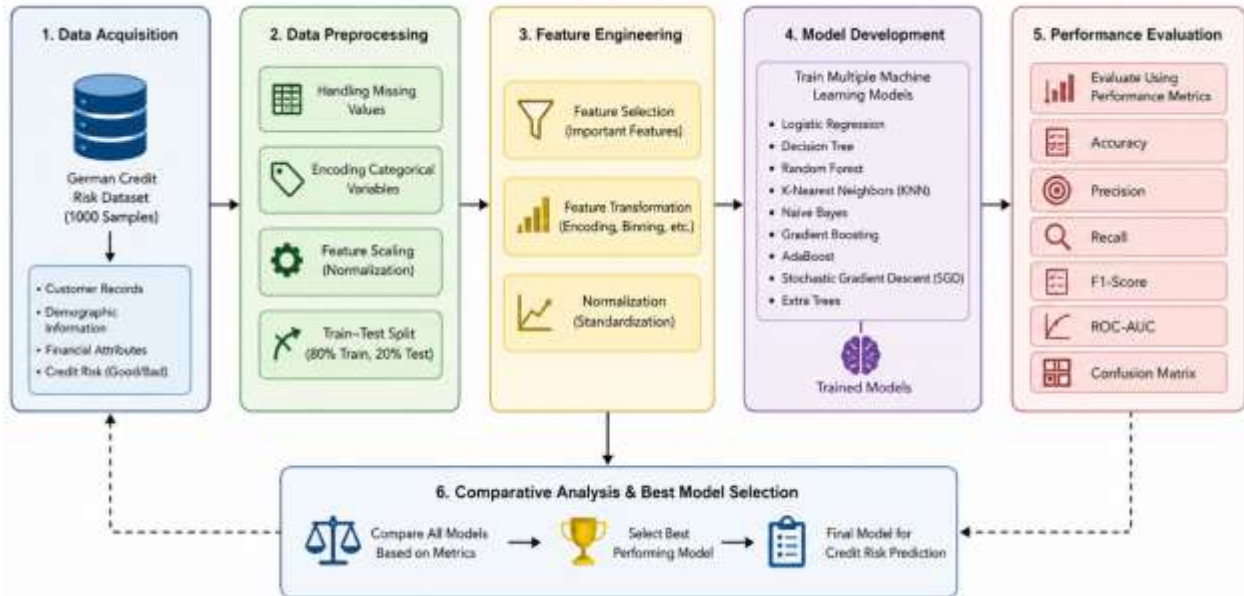 1. Data Acquisition
German Credit
Risk Dataset
(1000 Samples)
• Customer Records
• Demographic
Information
• Financial Attributes
• Credit Risk (Good/Bad)
2. Data Preprocessing
Handling Missing
Values
Encoding Categorical
Variables
Feature Scaling
(Normalization)
Train–Test Split
(80% Train, 20% Test)
3. Feature Engineering
Feature Selection
(Important Features)
Feature Transformation
(Encoding, Binning, etc.)
Normalization
(Standardization)
4. Model Development
Train Multiple Machine
Learning Models
• Logistic Regression
• Decision Tree
• Random Forest
• K-Nearest Neighbors (KNN)
• Naive Bayes
• Gradient Boosting
• AdaBoost
• Stochastic Gradient Descent (SGD)
• Extra Trees
Trained Models
5. Performance Evaluation
Evaluate Using
Performance Metrics
Accuracy
Precision
Recall
F1-Score
ROC-AUC
Confusion Matrix
6. Comparative Analysis & Best Model Selection
Compare All Models
Based on Metrics
Select Best
Performing Model
Final Model for
Credit Risk Prediction